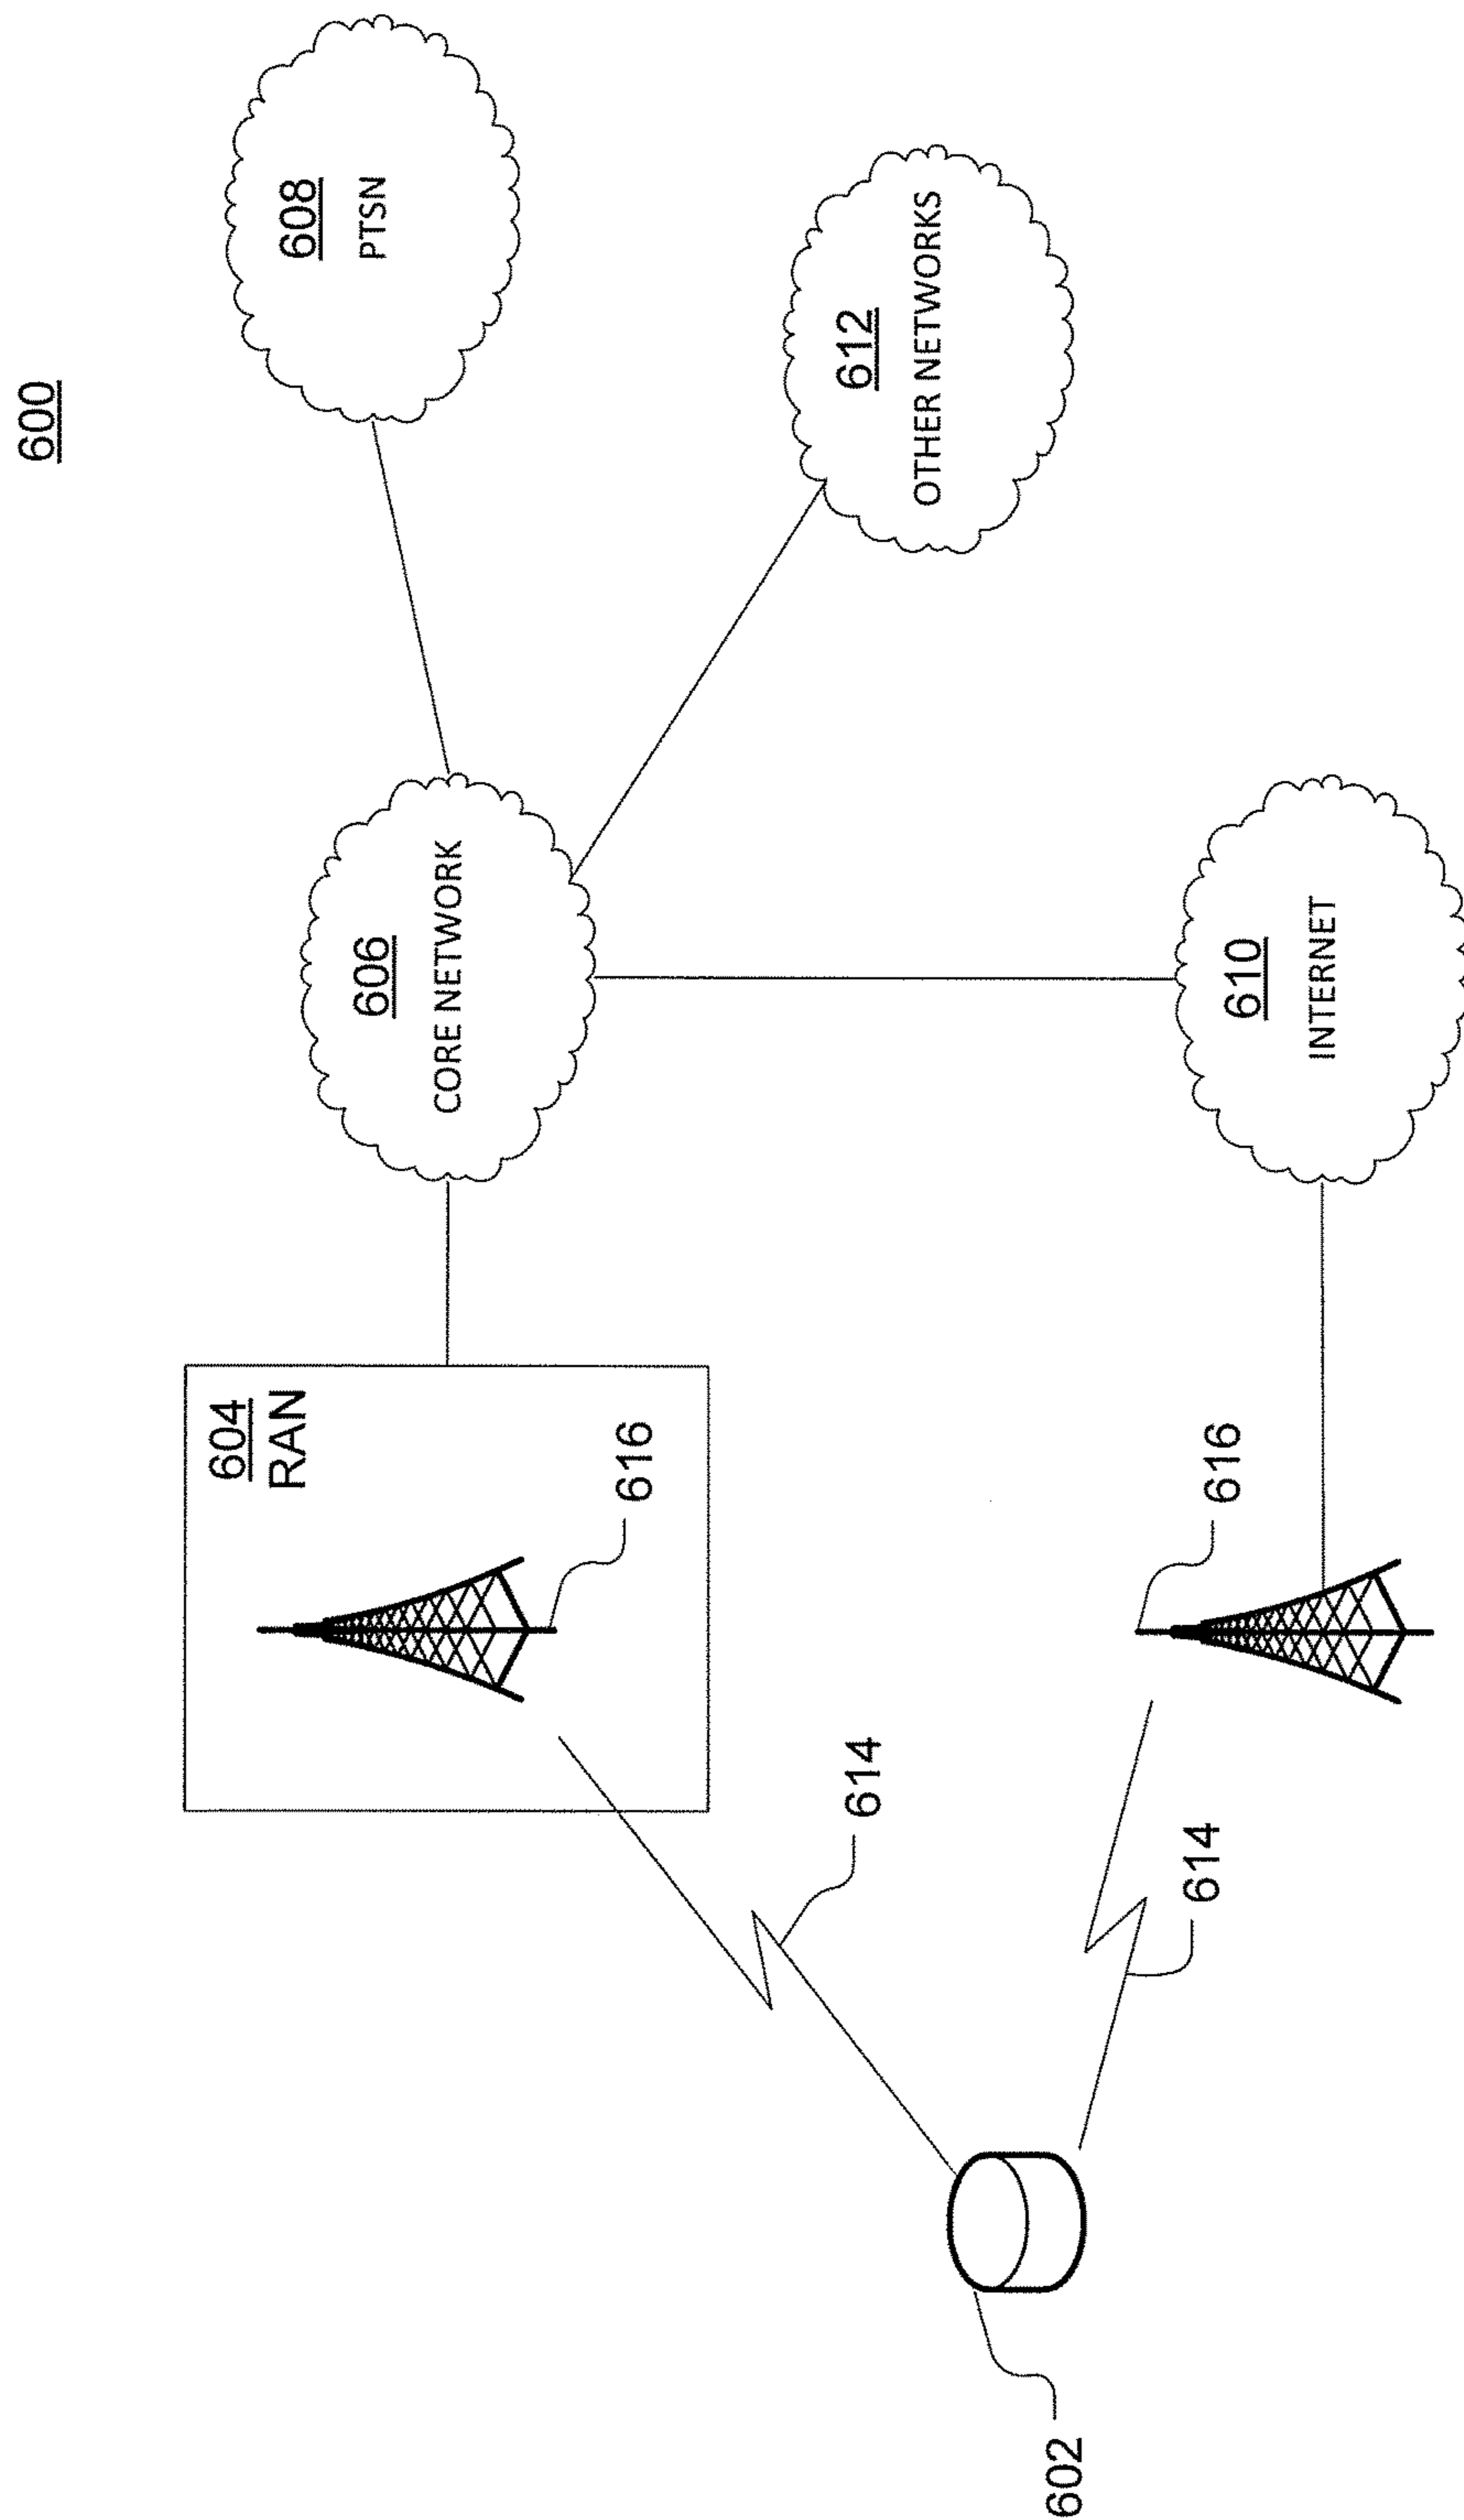 600
608
PTSN
612
OTHER NETWORKS
606
CORE NETWORK
610
INTERNET
604
RAN
616
616
614
614
602